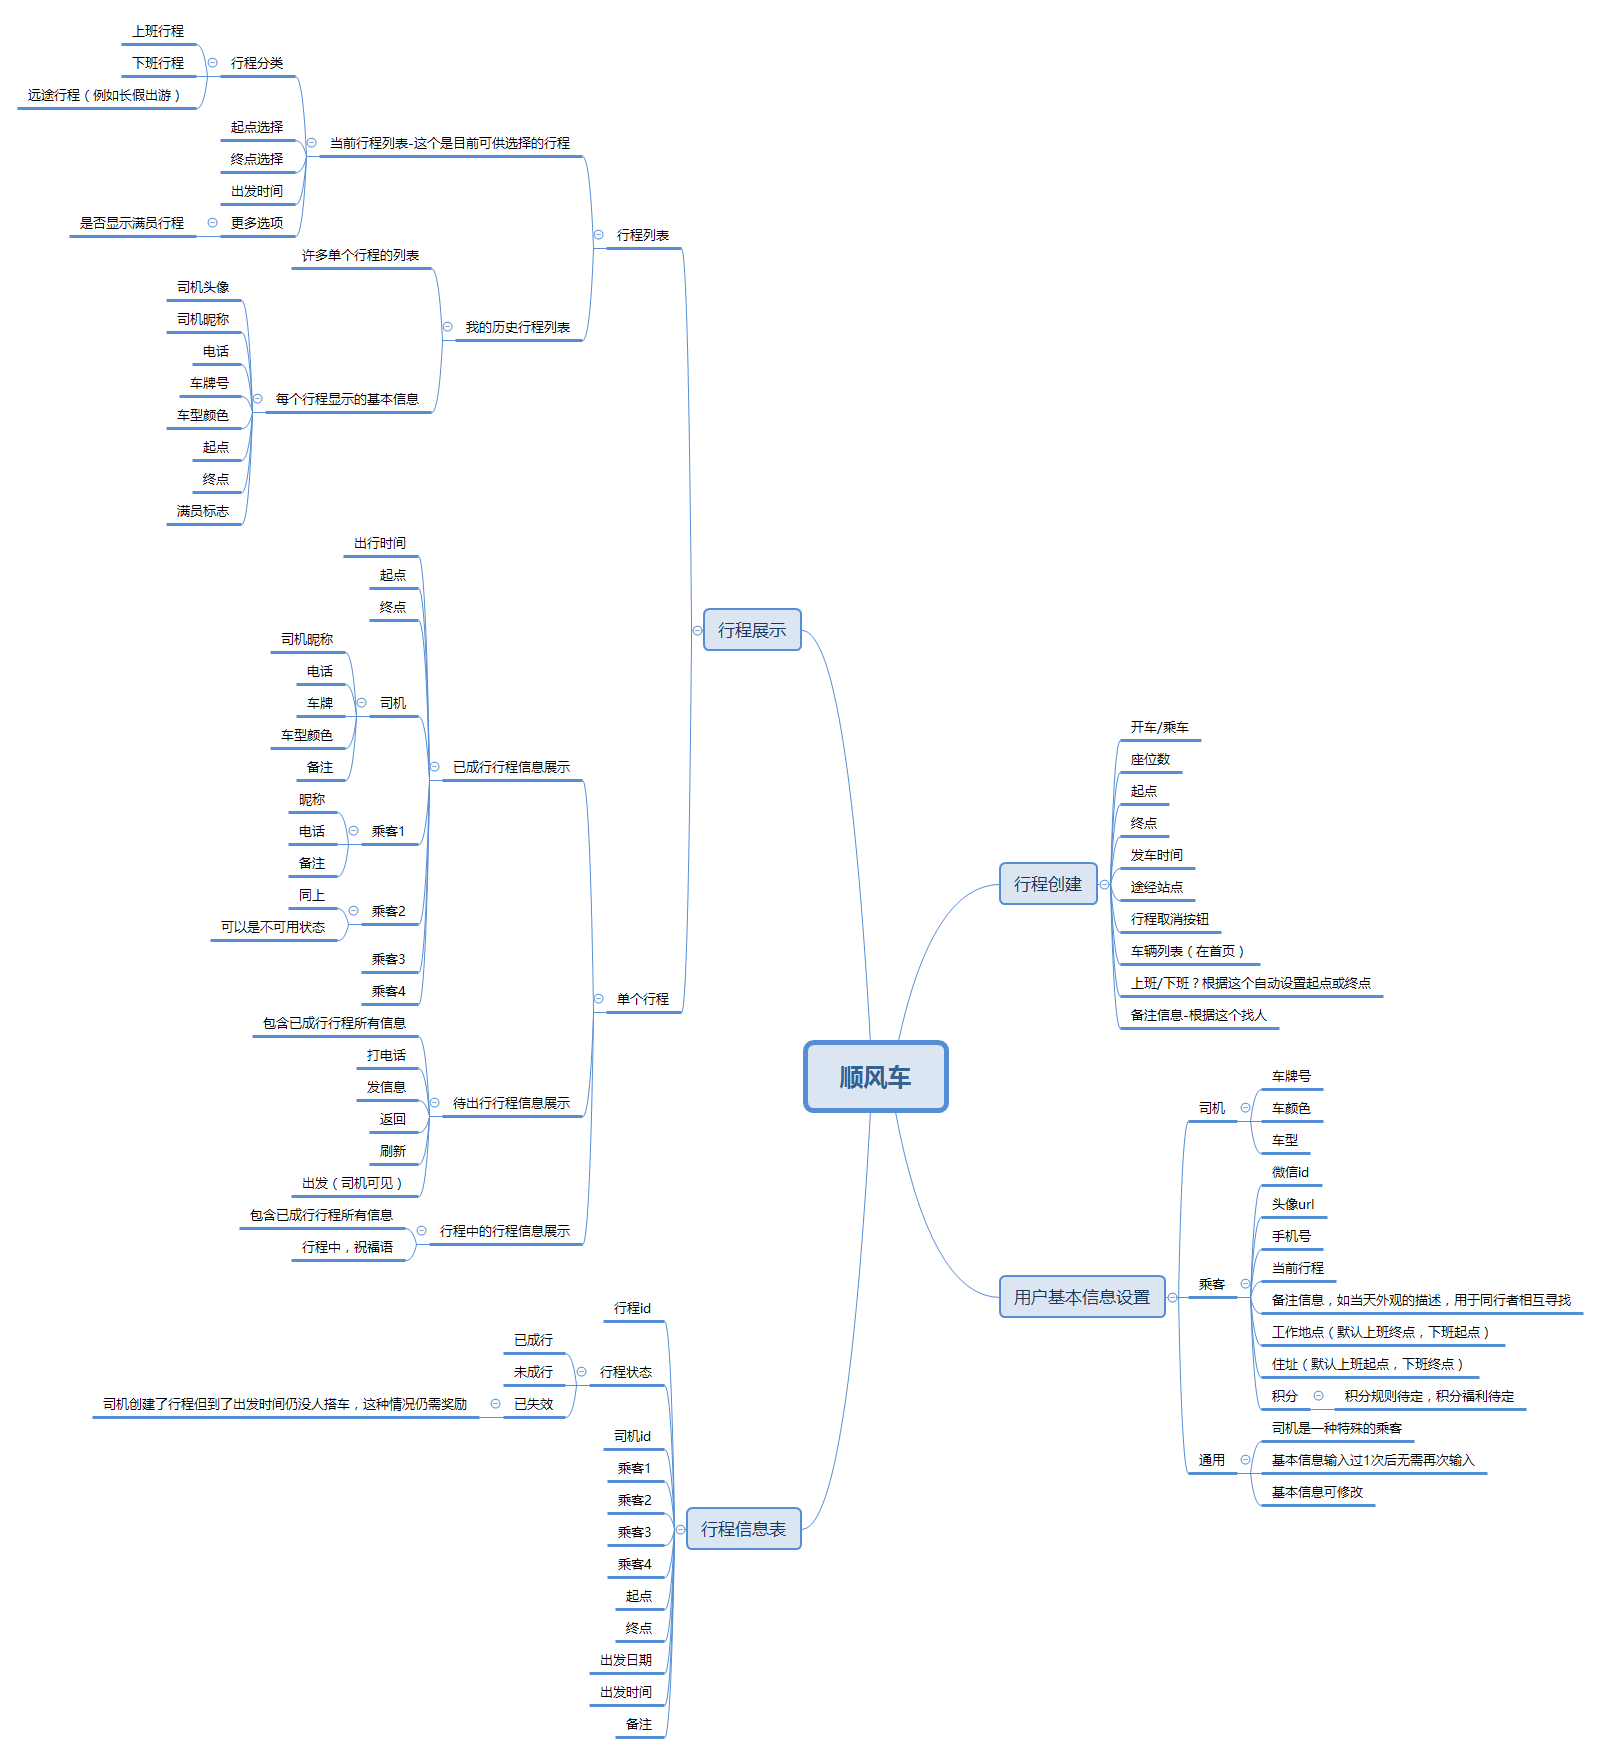 顺风车
行程创建
开车/乘车
座位数
起点
终点
发车时间
途经站点
行程取消按钮
车辆列表（在首页）
上班/下班？根据这个自动设置起点或终点
备注信息-根据这个找人
用户基本信息设置
司机
车牌号
车颜色
车型
乘客
微信id
头像url
手机号
当前行程
备注信息，如当天外观的描述，用于同行者相互寻找
工作地点（默认上班终点，下班起点）
住址（默认上班起点，下班终点）
积分
积分规则待定，积分福利待定
通用
司机是一种特殊的乘客
基本信息输入过1次后无需再次输入
基本信息可修改
行程展示
行程列表
当前行程列表-这个是目前可供选择的行程
行程分类
上班行程
下班行程
远途行程（例如长假出游）
起点选择
终点选择
出发时间
更多选项
是否显示满员行程
我的历史行程列表
许多单个行程的列表
每个行程显示的基本信息
司机头像
司机昵称
电话
车牌号
车型颜色
起点
终点
满员标志
单个行程
已成行行程信息展示
出行时间
起点
终点
司机
司机昵称
电话
车牌
车型颜色
备注
乘客1
昵称
电话
备注
乘客2
同上
可以是不可用状态
乘客3
乘客4
待出行行程信息展示
包含已成行行程所有信息
打电话
发信息
返回
刷新
出发（司机可见）
行程中的行程信息展示
包含已成行行程所有信息
行程中，祝福语
行程信息表
行程id
行程状态
已成行
未成行
已失效
司机创建了行程但到了出发时间仍没人搭车，这种情况仍需奖励
司机id
乘客1
乘客2
乘客3
乘客4
起点
终点
出发日期
出发时间
备注